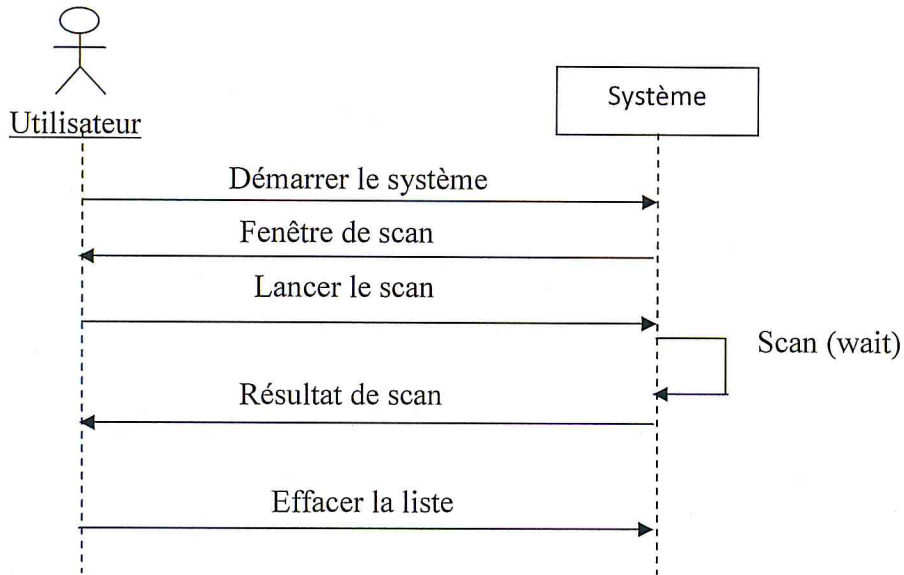 Utilisateur
Système
Démarrer le système
Fenêtre de scan
Lancer le scan
Scan (wait)
Résultat de scan
Effacer la liste